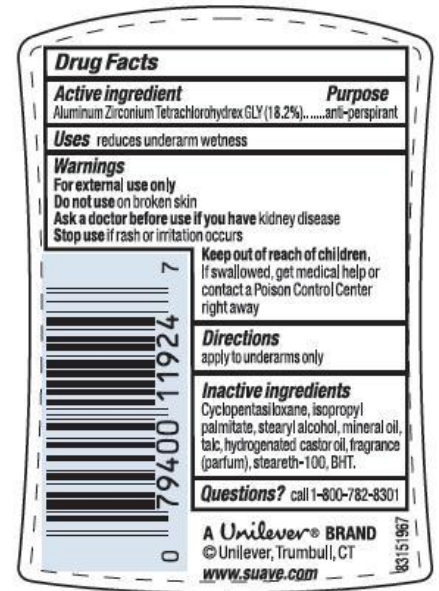 Drug Facts
Active ingredient Purpose
Aluminum Zirconium Tetrachlorohydrex GLY (18.2%)........anti-perspirant
Uses reduces underarm wetness
Warnings
For external use only
Do not use on broken skin
Ask a doctor before use if you have kidney disease
Stop use if rash or irritation occurs
Keep out of reach of children.
If swallowed, get medical help or
contact a Poison Control Center
right away
Directions
apply to underarms only
Inactive ingredients
Cyclopentasiloxane, isopropyl
palmitate, stearyl alcohol, mineral oil,
talc, hydrogenated castor oil, fragrance
(parfum), steareth-100, BHT.
Questions? call 1-800-782-8301
A Unilever® BRAND
© Unilever, Trumbull, CT
www.suave.com
83151967
0 79400 11924 7